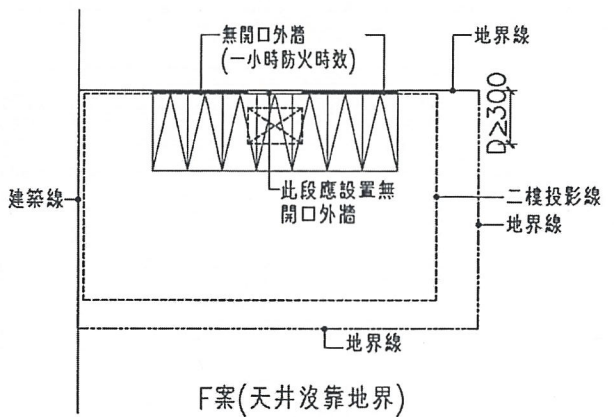 無開口外牆
(一小時防火時效)
地界線
D≥300
此段應設置無
開口外牆
建築線
二樓投影線
地界線
地界線
F案(天井沒靠地界)